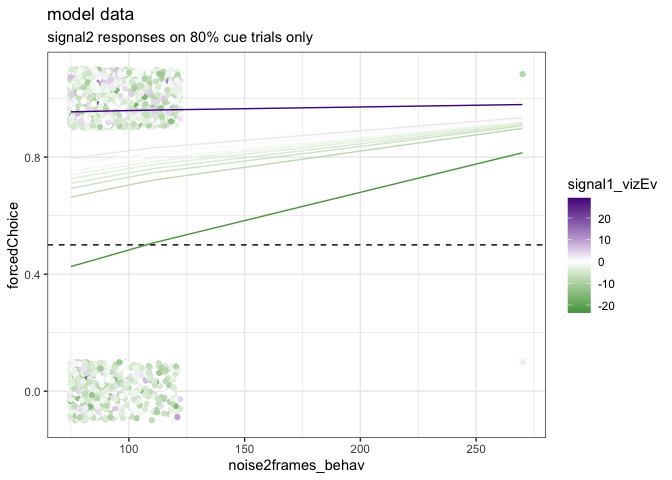 model data
signal2 responses on 80% cue trials only
forcedChoice
0.8
0.4
0.0
100
150
200
250
noise2frames_behav
signal1_vizEv
20
10
0
-10
-20